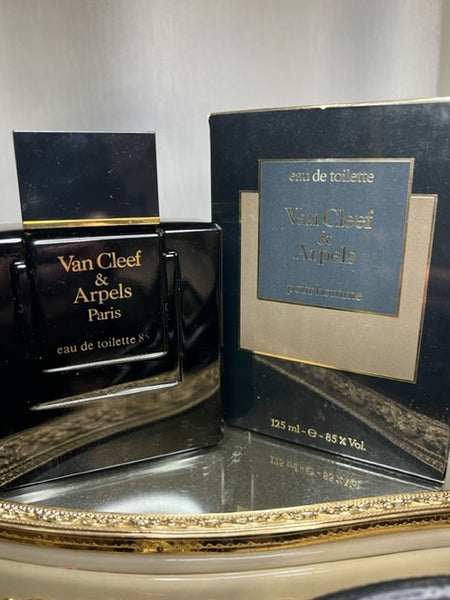 Van Cleef
&
Arpels
Paris
eau de toilette 85
eau de toilette
Van Cleef
&
Arpels
pour homme
125 ml - e - 85 % Vol.